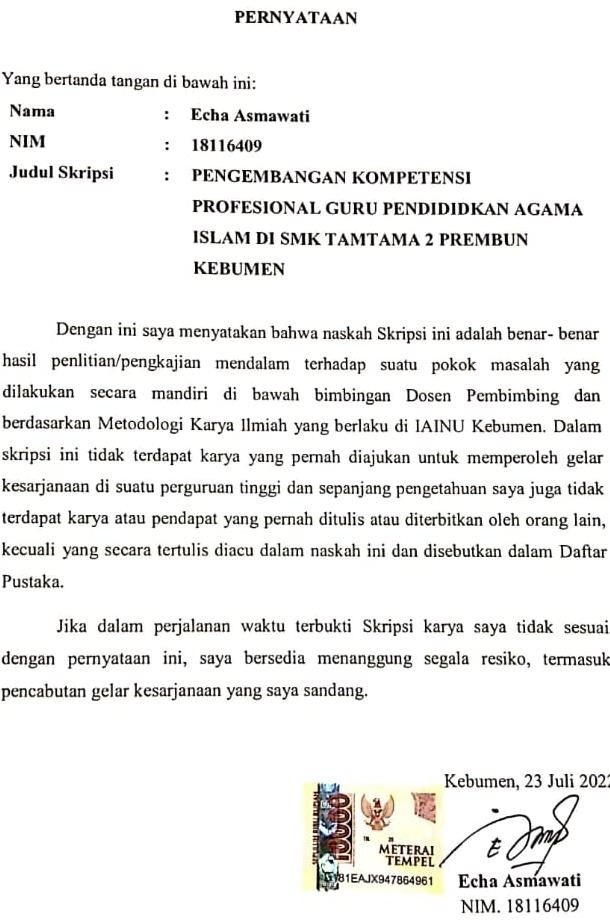 PERNYATAAN
Yang bertanda tangan di bawah ini:
Nama : Echa Asmawati
NIM : 18116409
Judul Skripsi : PENGEMBANGAN KOMPETENSI
PROFESIONAL GURU PENDIDIDKAN AGAMA
ISLAM DI SMK TAMTAMA 2 PREMBUN
KEBUMEN
Dengan ini saya menyatakan bahwa naskah Skripsi ini adalah benar- benar
hasil penlitian/pengkajian mendalam terhadap suatu pokok masalah yang
dilakukan secara mandiri di bawah bimbingan Dosen Pembimbing dan
berdasarkan Metodologi Karya Ilmiah yang berlaku di IAINU Kebumen. Dalam
skripsi ini tidak terdapat karya yang pernah diajukan untuk memperoleh gelar
kesarjanaan di suatu perguruan tinggi dan sepanjang pengetahuan saya juga tidak
terdapat karya atau pendapat yang pernah ditulis atau diterbitkan oleh orang lain,
kecuali yang secara tertulis diacu dalam naskah ini dan disebutkan dalam Daftar
Pustaka.
Jika dalam perjalanan waktu terbukti Skripsi karya saya tidak sesuai
dengan pernyataan ini, saya bersedia menanggung segala resiko, termasuk
pencabutan gelar kesarjanaan yang saya sandang.
Kebumen, 23 Juli 2022
10000
METERAI
TEMPEL
81EAJX947864961
Echa Asmawati
NIM. 18116409